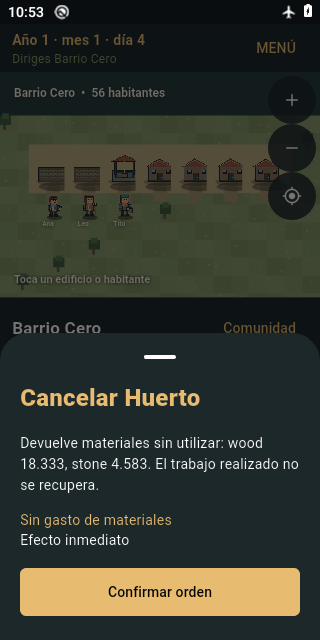 10:53
Año 1 · mes 1 · día 4
MENÚ
Diriges Barrio Cero
Barrio Cero • 56 habitantes
Ana
Leo
Tito
Toca un edificio o habitante
Barrio Cero
Comunidad
Cancelar Huerto
Devuelve materiales sin utilizar: wood
18.333, stone 4.583. El trabajo realizado no
se recupera.
Sin gasto de materiales
Efecto inmediato
Confirmar orden